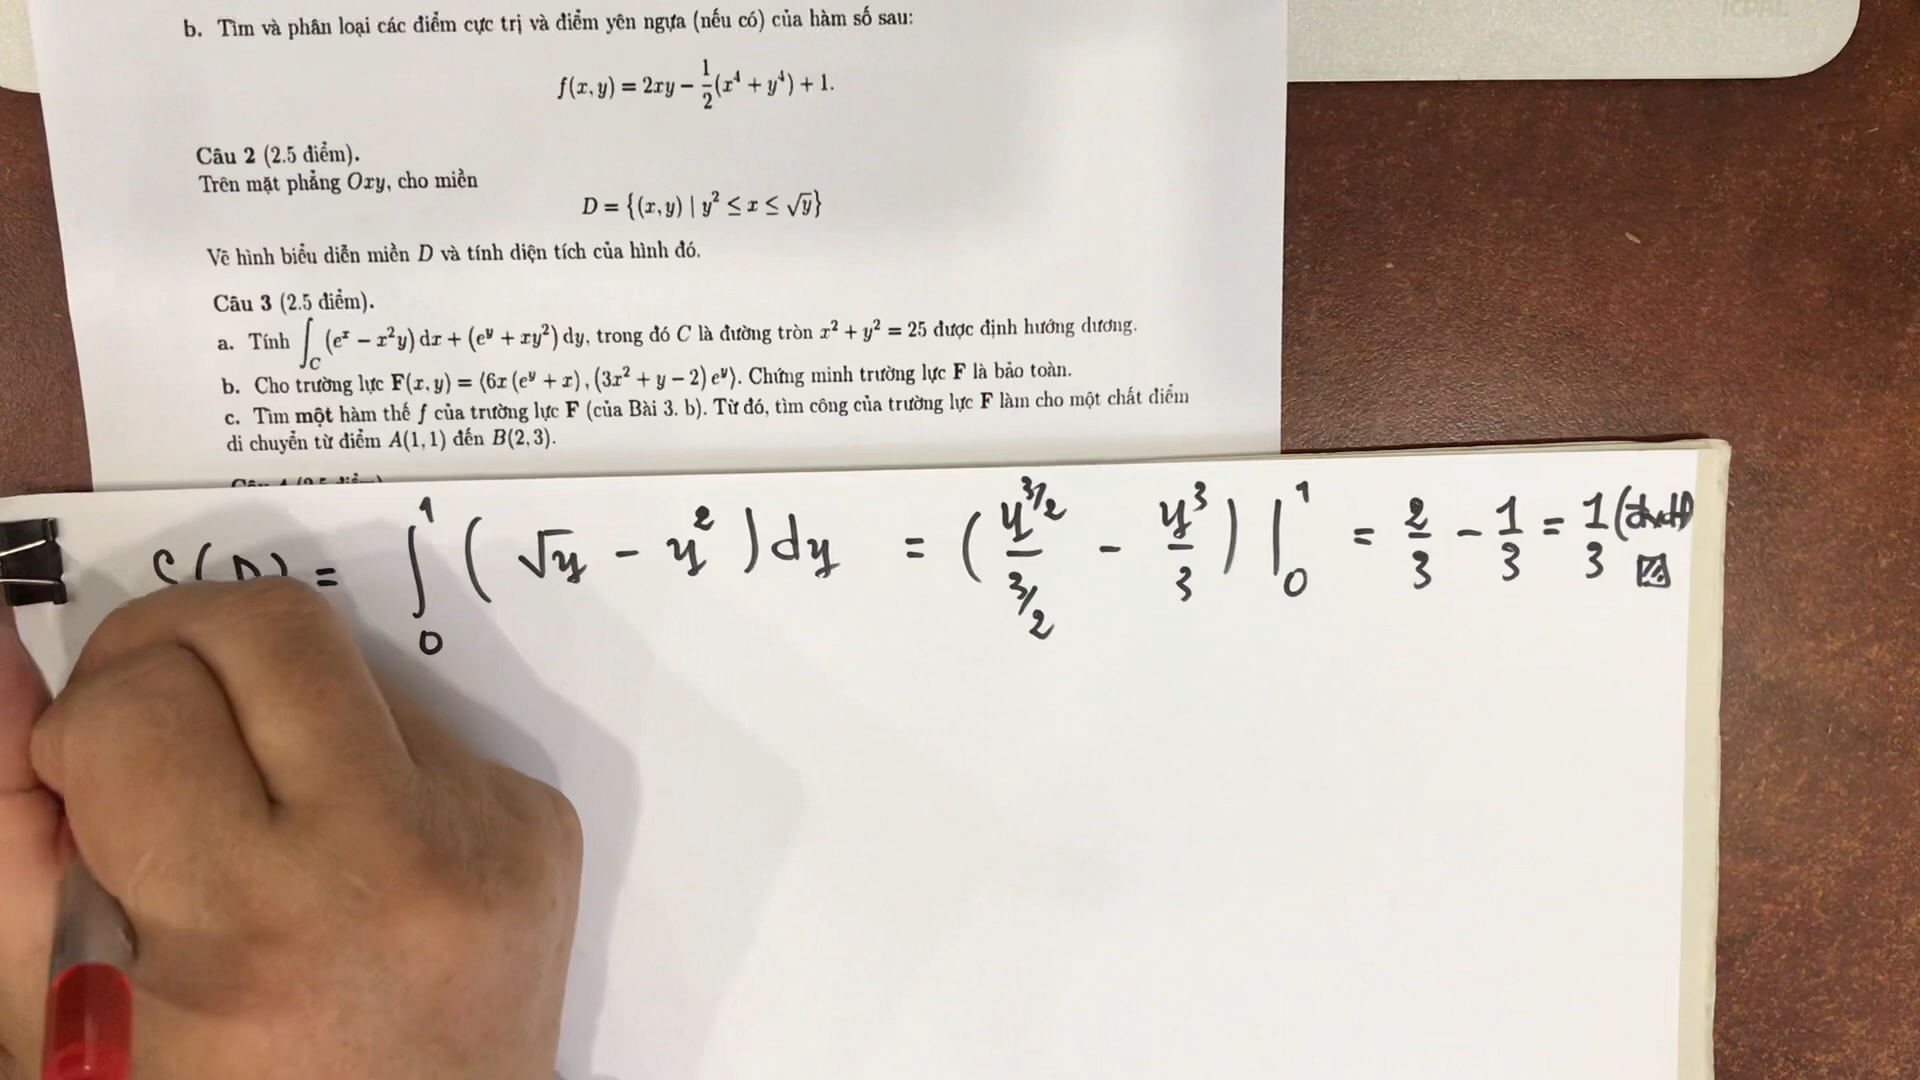 b. Tìm và phân loại các điểm cực trị và điểm yên ngựa (nếu có) của hàm số sau:
f(x, y) = 2xy − 1/2 (x⁴ + y⁴) + 1.
Câu 2 (2.5 điểm).
Trên mặt phẳng Oxy, cho miền
D = {(x, y) | y² ≤ x ≤ √y}
Vẽ hình biểu diễn miền D và tính diện tích của hình đó.
Câu 3 (2.5 điểm).
a. Tính ∫_C (eˣ − x²y) dx + (eʸ + xy²) dy, trong đó C là đường tròn x² + y² = 25 được định hướng dương.
b. Cho trường lực F(x, y) = ⟨6x (eʸ + x), (3x² + y − 2) eʸ⟩. Chứng minh trường lực F là bảo toàn.
c. Tìm một hàm thế f của trường lực F (của Bài 3. b). Từ đó, tìm công của trường lực F làm cho một chất điểm
di chuyển từ điểm A(1, 1) đến B(2, 3).
S(D) = ∫₀¹ (√y − y²) dy = (y^{3/2}/(3/2) − y³/3) |₀¹ = 2/3 − 1/3 = 1/3 (đvdt)